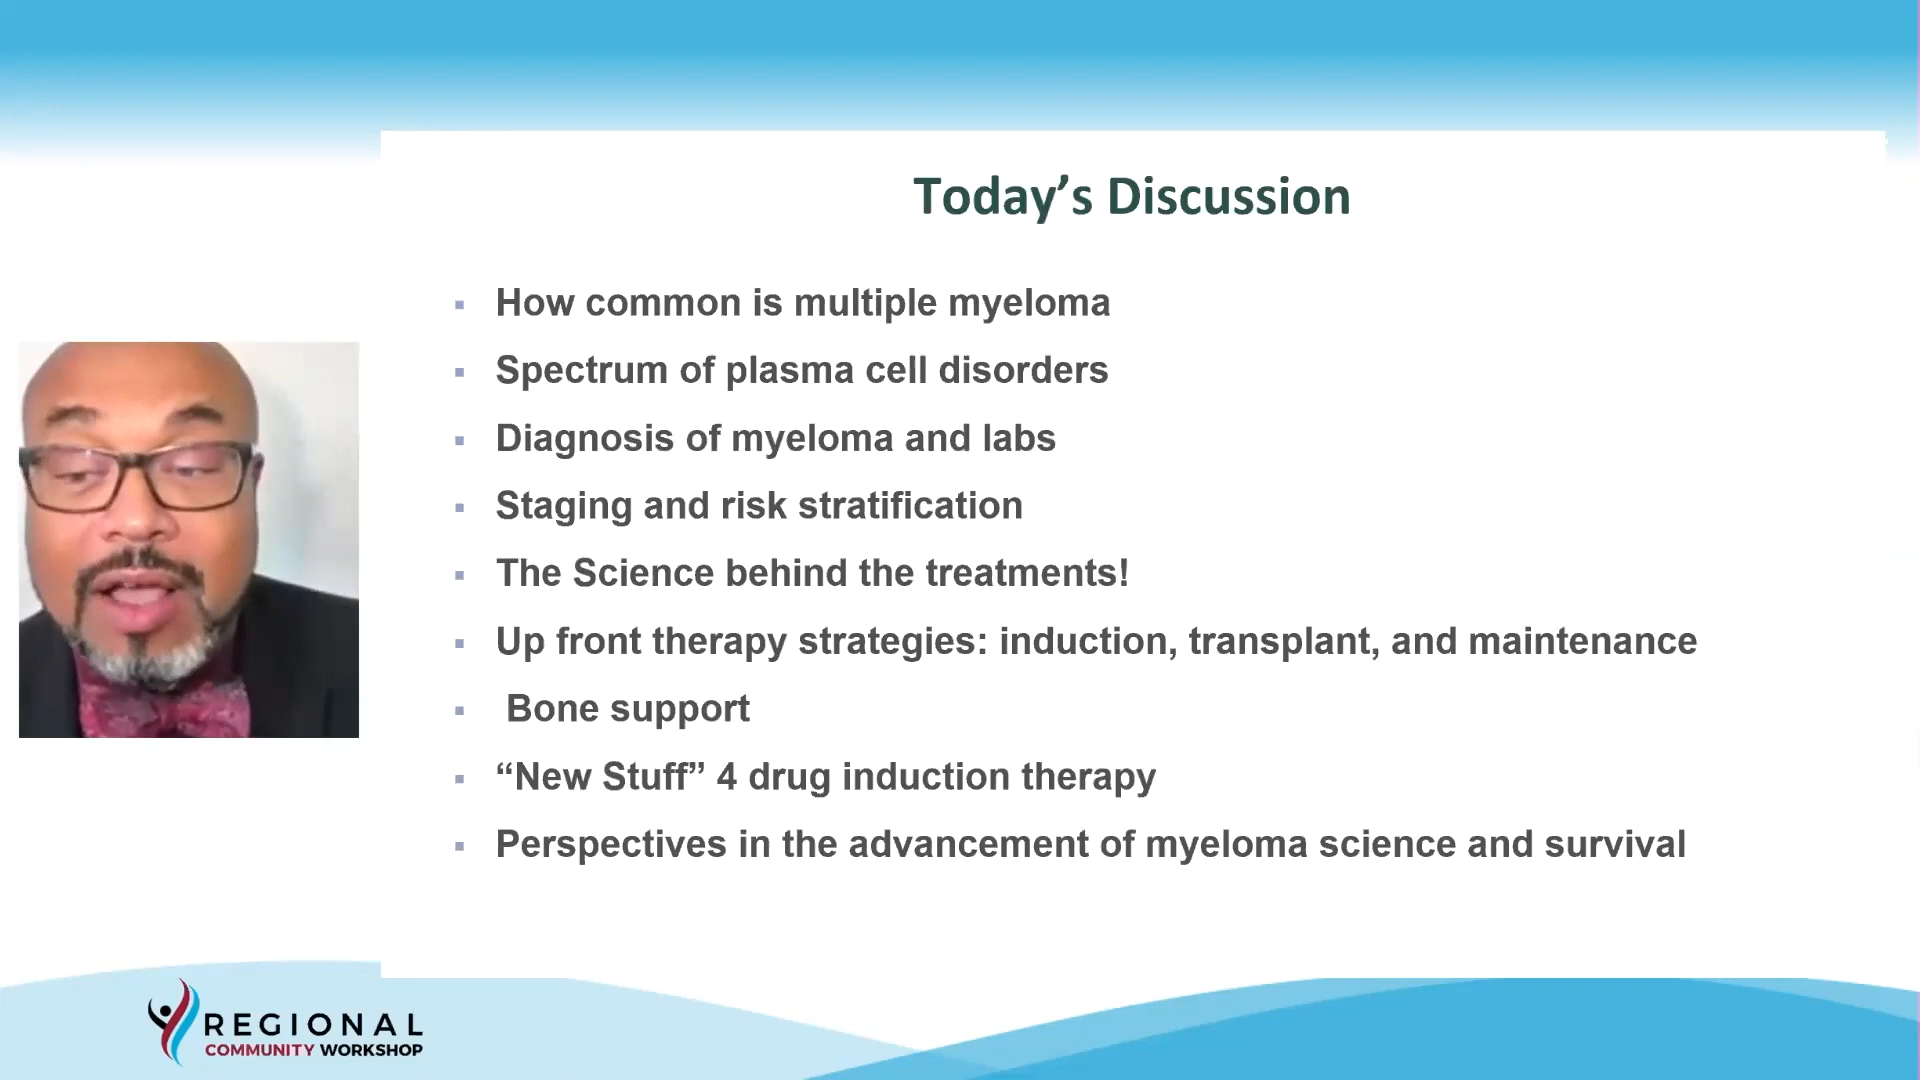 Today’s Discussion
▪ How common is multiple myeloma
▪ Spectrum of plasma cell disorders
▪ Diagnosis of myeloma and labs
▪ Staging and risk stratification
▪ The Science behind the treatments!
▪ Up front therapy strategies: induction, transplant, and maintenance
▪ Bone support
▪ “New Stuff” 4 drug induction therapy
▪ Perspectives in the advancement of myeloma science and survival
REGIONAL
COMMUNITY WORKSHOP